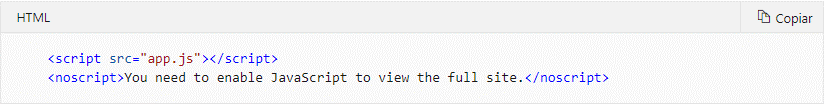 HTML
Copiar
<script src="app.js"></script>
<noscript>You need to enable JavaScript to view the full site.</noscript>